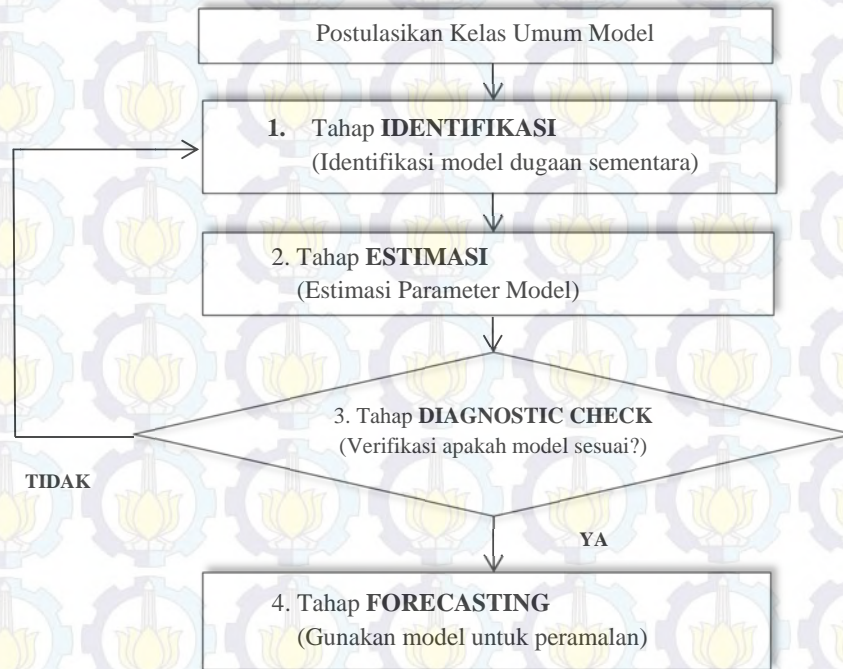 Postulasikan Kelas Umum Model
1. Tahap IDENTIFIKASI
(Identifikasi model dugaan sementara)
2. Tahap ESTIMASI
(Estimasi Parameter Model)
3. Tahap DIAGNOSTIC CHECK
(Verifikasi apakah model sesuai?)
TIDAK
YA
4. Tahap FORECASTING
(Gunakan model untuk peramalan)